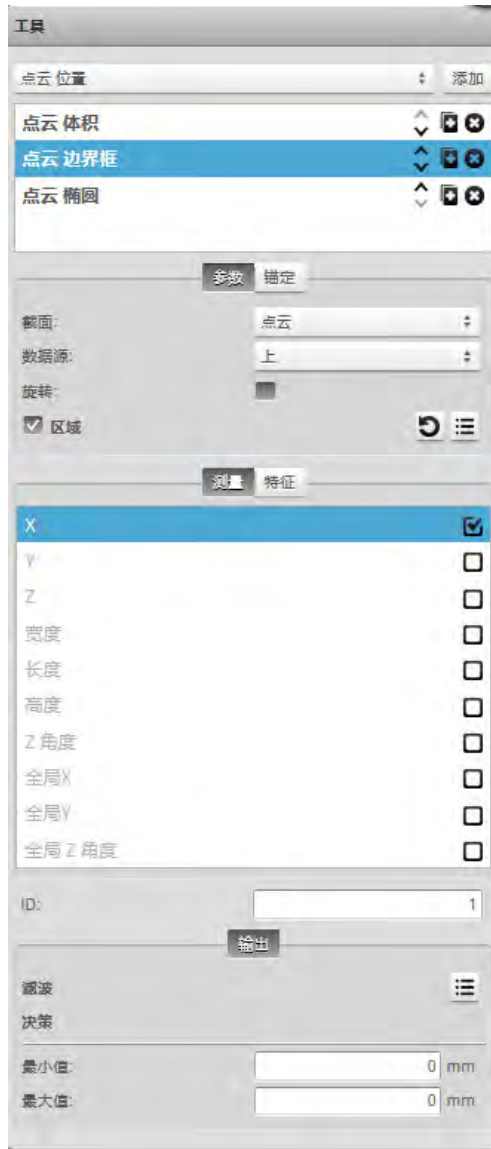 工具
点云 位置 添加
点云 体积
点云 边界框
点云 椭圆
参数 锚定
截面: 点云
数据源: 上
旋转:
区域
测量 特征
X
Y
Z
宽度
长度
高度
Z 角度
全局X
全局Y
全局 Z 角度
ID: 1
输出
滤波
决策
最小值: 0 mm
最大值: 0 mm